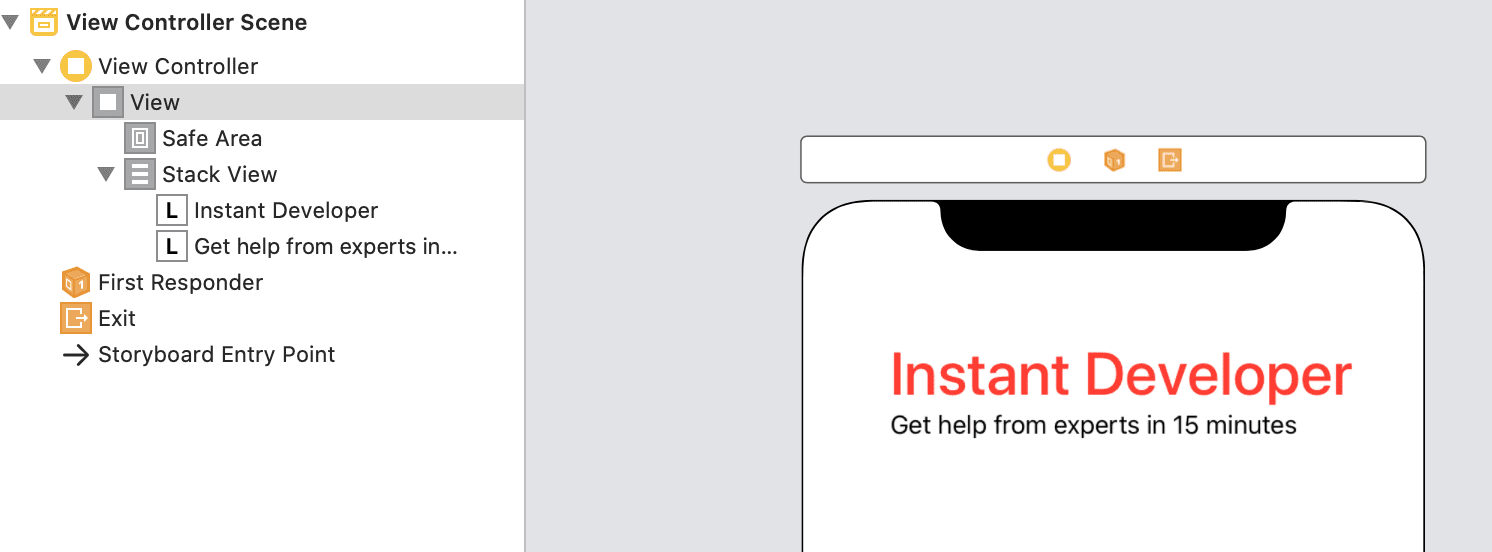 View Controller Scene
View Controller
View
Safe Area
Stack View
L Instant Developer
L Get help from experts in...
First Responder
Exit
Storyboard Entry Point
Instant Developer
Get help from experts in 15 minutes